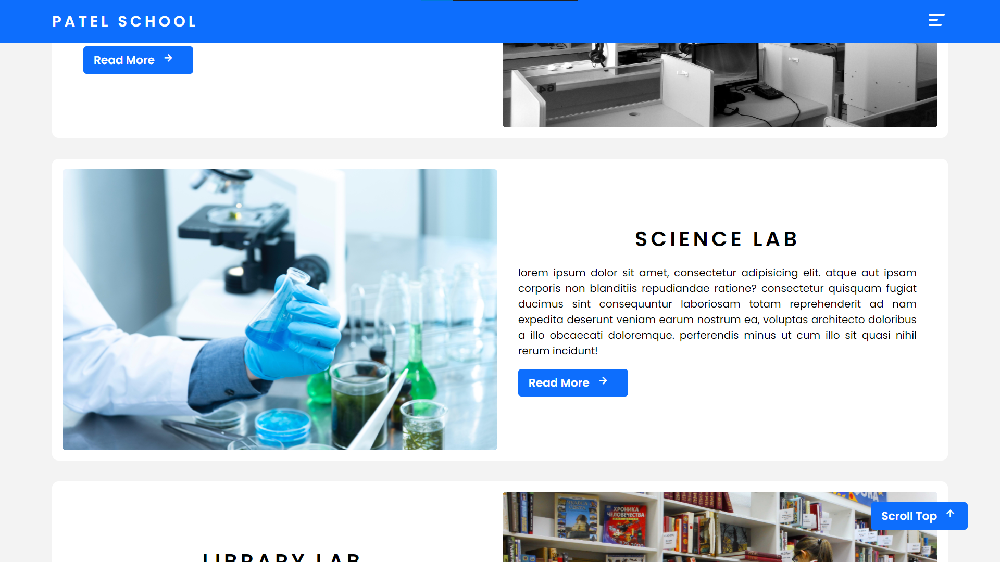 PATEL SCHOOL
Read More
64
SCIENCE LAB
lorem ipsum dolor sit amet, consectetur adipisicing elit. atque aut ipsam
corporis non blanditiis repudiandae ratione? consectetur quisquam fugiat
ducimus sint consequuntur laboriosam totam reprehenderit ad nam
expedita deserunt veniam earum nostrum ea, voluptas architecto doloribus
a illo obcaecati doloremque. perferendis minus ut cum illo sit quasi nihil
rerum incidunt!
Read More
ЧУДЕСА
СВЕТА
ХРОНИКА
ЧЕЛОВЕЧЕСТВА
Scroll Top
LIBRARY LAB